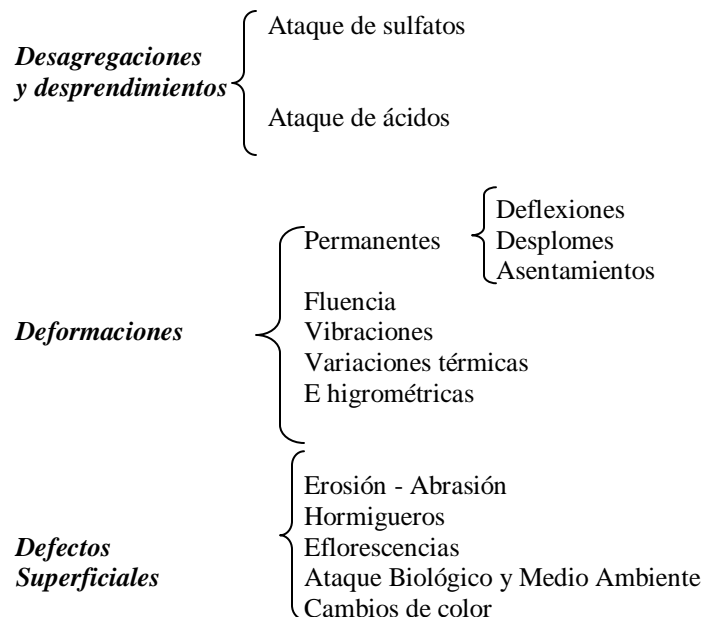 Ataque de sulfatos
Desagregaciones
y desprendimientos
Ataque de ácidos
Deflexiones
Permanentes
Desplomes
Asentamientos
Fluencia
Deformaciones
Vibraciones
Variaciones térmicas
E higrométricas
Erosión - Abrasión
Hormigueros
Defectos
Eflorescencias
Superficiales
Ataque Biológico y Medio Ambiente
Cambios de color